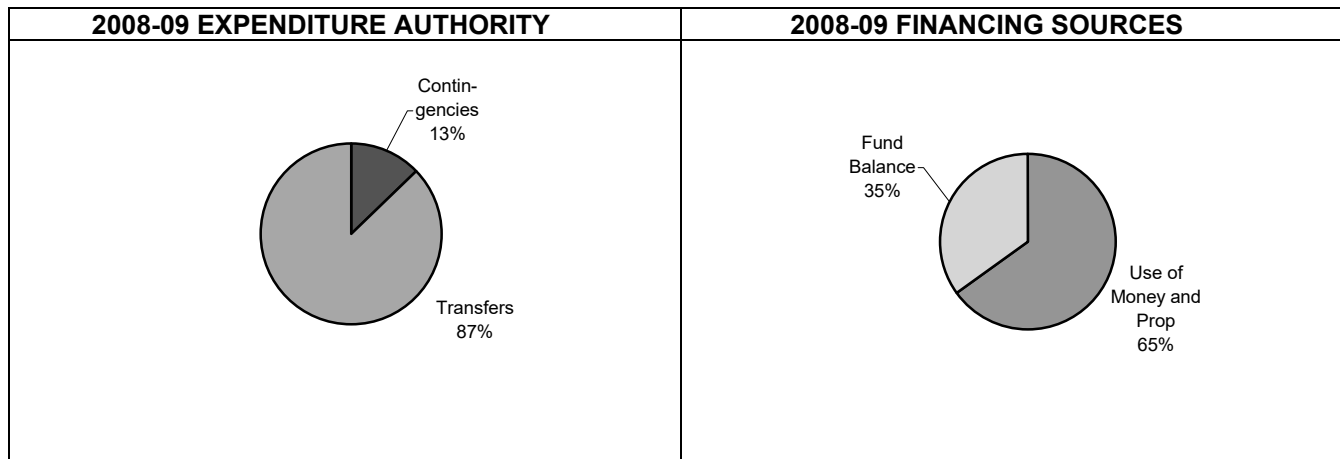 2008-09 EXPENDITURE AUTHORITY
2008-09 FINANCING SOURCES
Contin-
gencies
13%
Transfers
87%
Fund
Balance
35%
Use of
Money and
Prop
65%